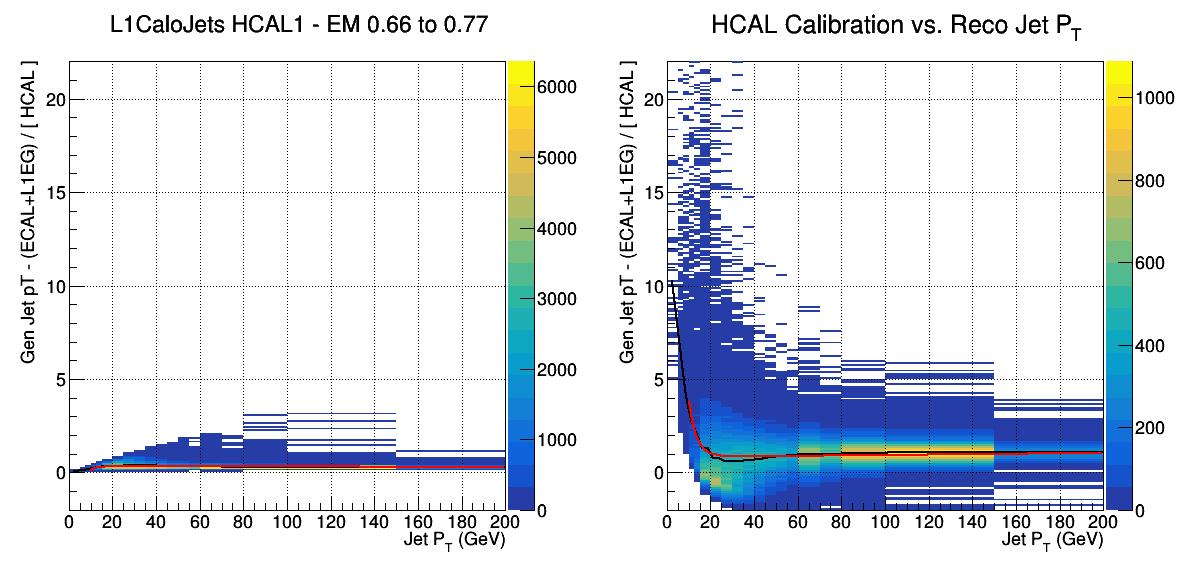 L1CaloJets HCAL1 - EM 0.66 to 0.77
Gen Jet pT - (ECAL+L1EG) / [ HCAL ]
20
15
10
5
0
0 20 40 60 80 100 120 140 160 180 200
Jet PT (GeV)
6000
5000
4000
3000
2000
1000
0
HCAL Calibration vs. Reco Jet PT
Gen Jet pT - (ECAL+L1EG) / [ HCAL ]
20
15
10
5
0
0 20 40 60 80 100 120 140 160 180 200
Jet PT (GeV)
1000
800
600
400
200
0